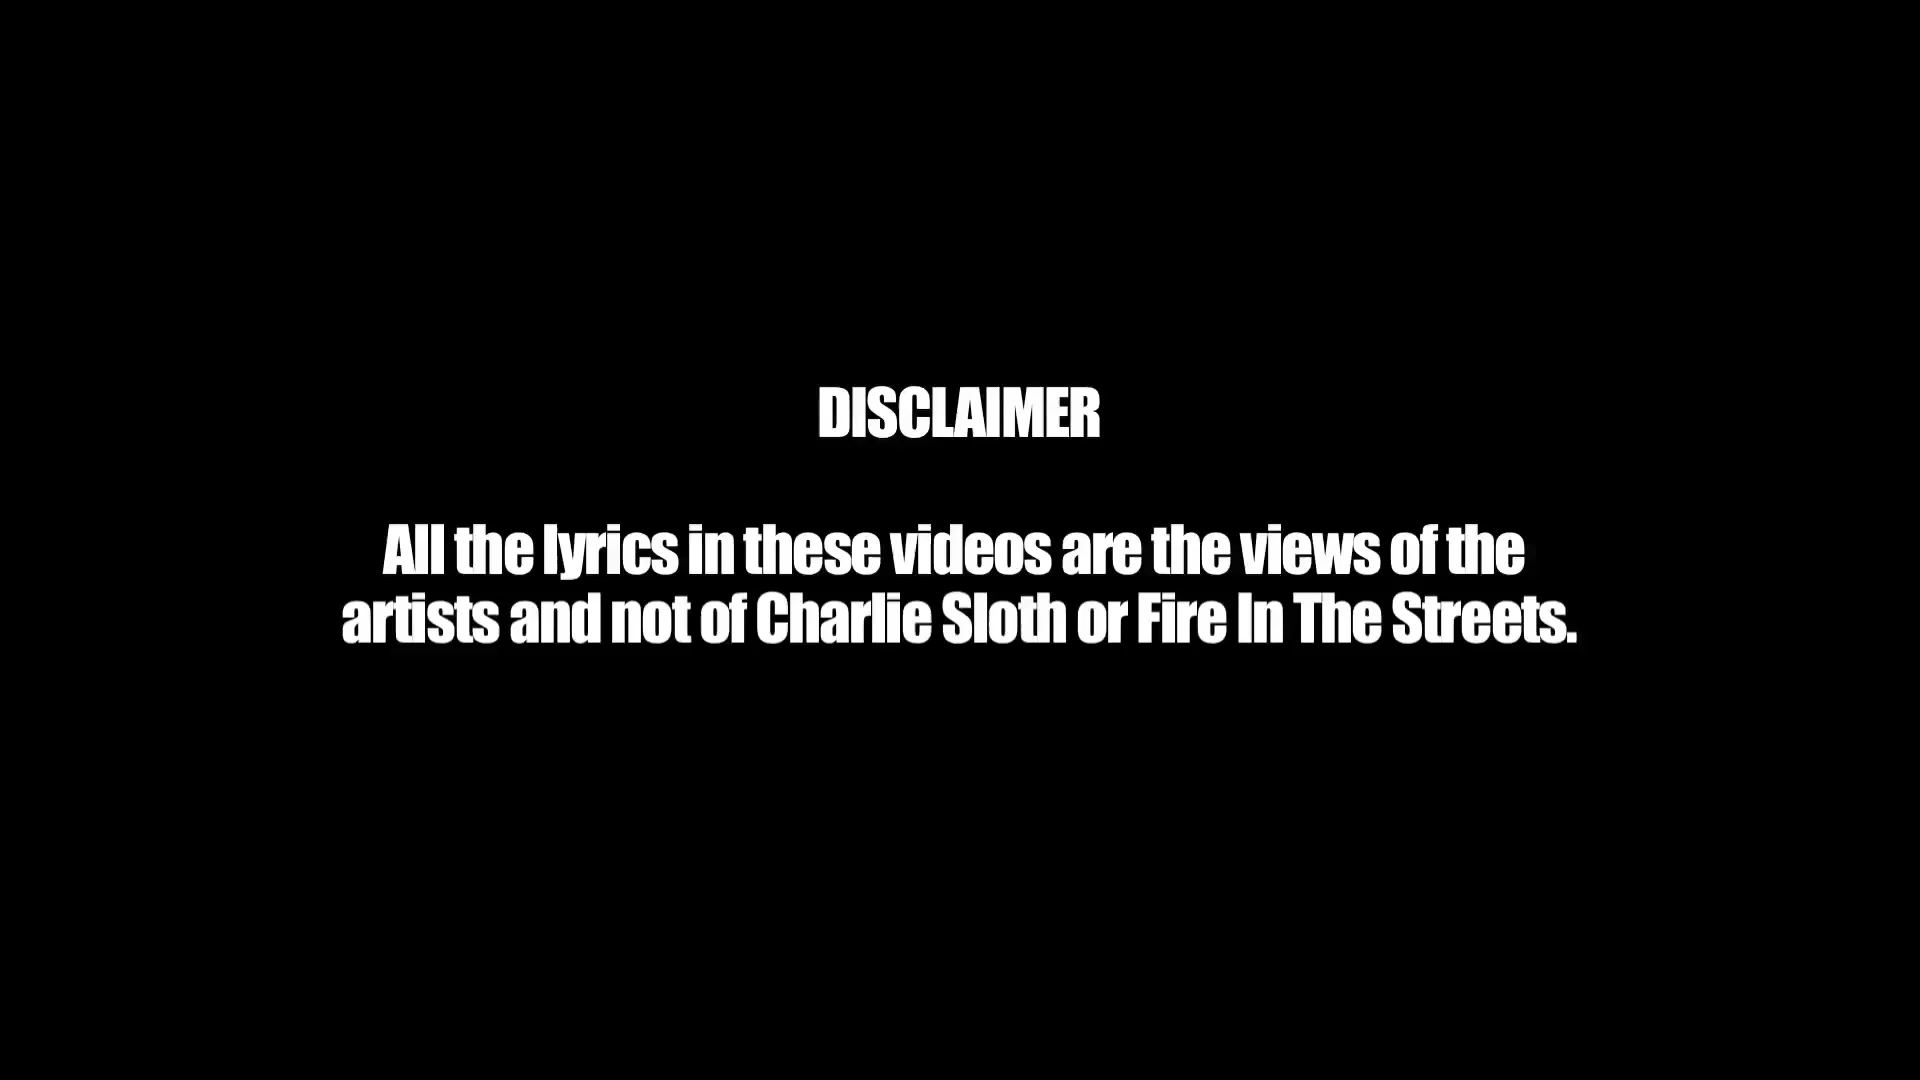 DISCLAIMER
All the lyrics in these videos are the views of the
artists and not of Charlie Sloth or Fire In The Streets.